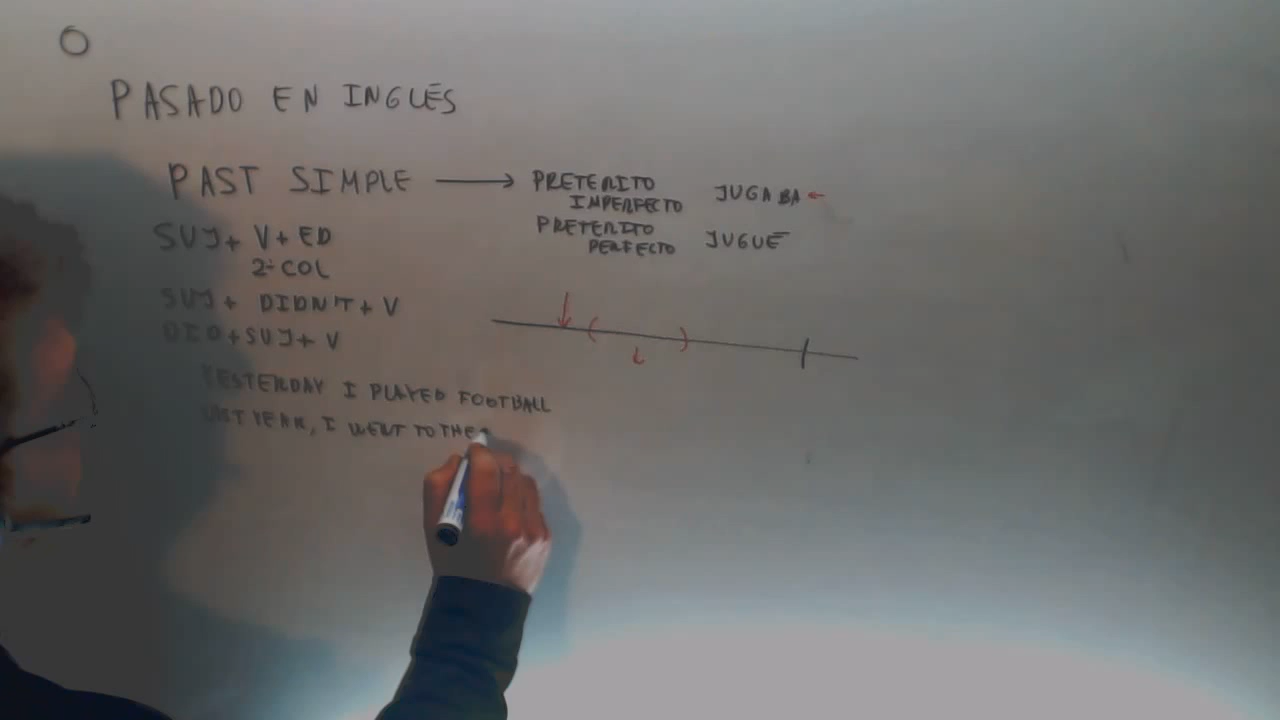 PASADO EN INGLÉS
PAST SIMPLE → PRETERITO IMPERFECTO JUGABA ←
PRETERITO PERFECTO JUGUÉ
SUJ + V + ED
2ª COL
SUJ + DIDN'T + V
DID + SUJ + V
YESTERDAY I PLAYED FOOTBALL
LAST YEAR, I WENT TO THE